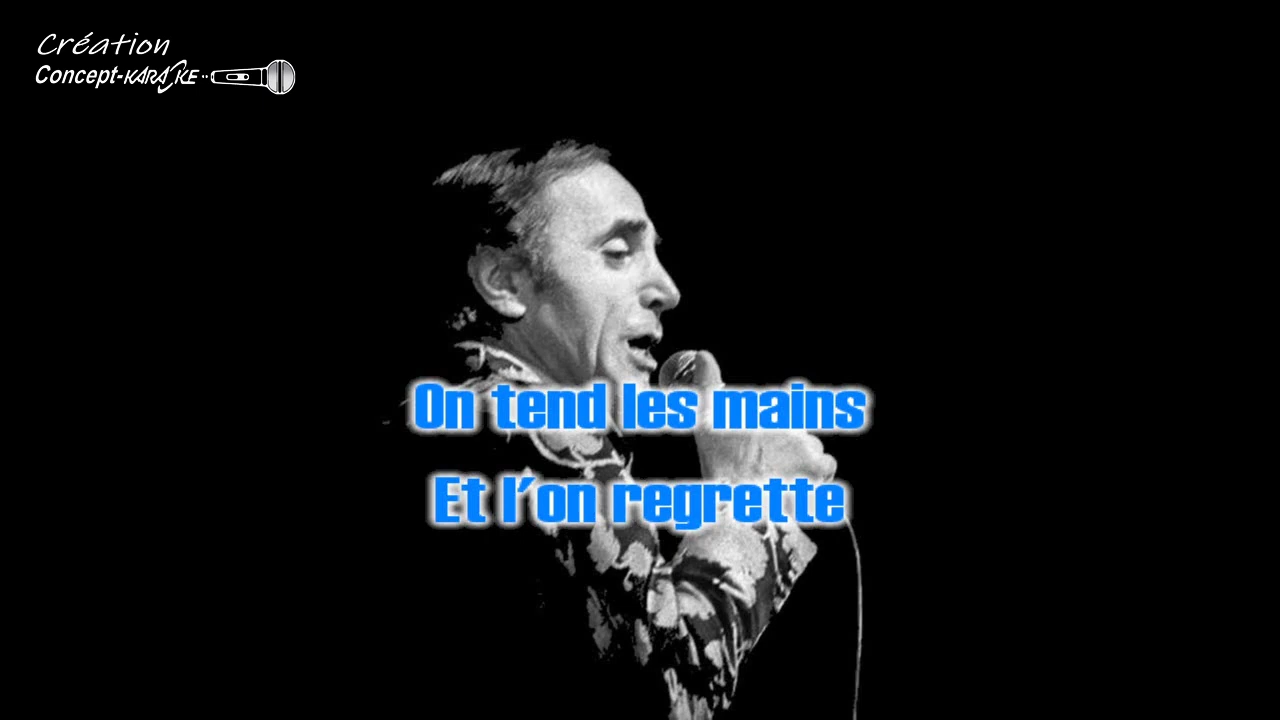 Création
Concept-KARAOKE
On tend les mains
Et l'on regrette